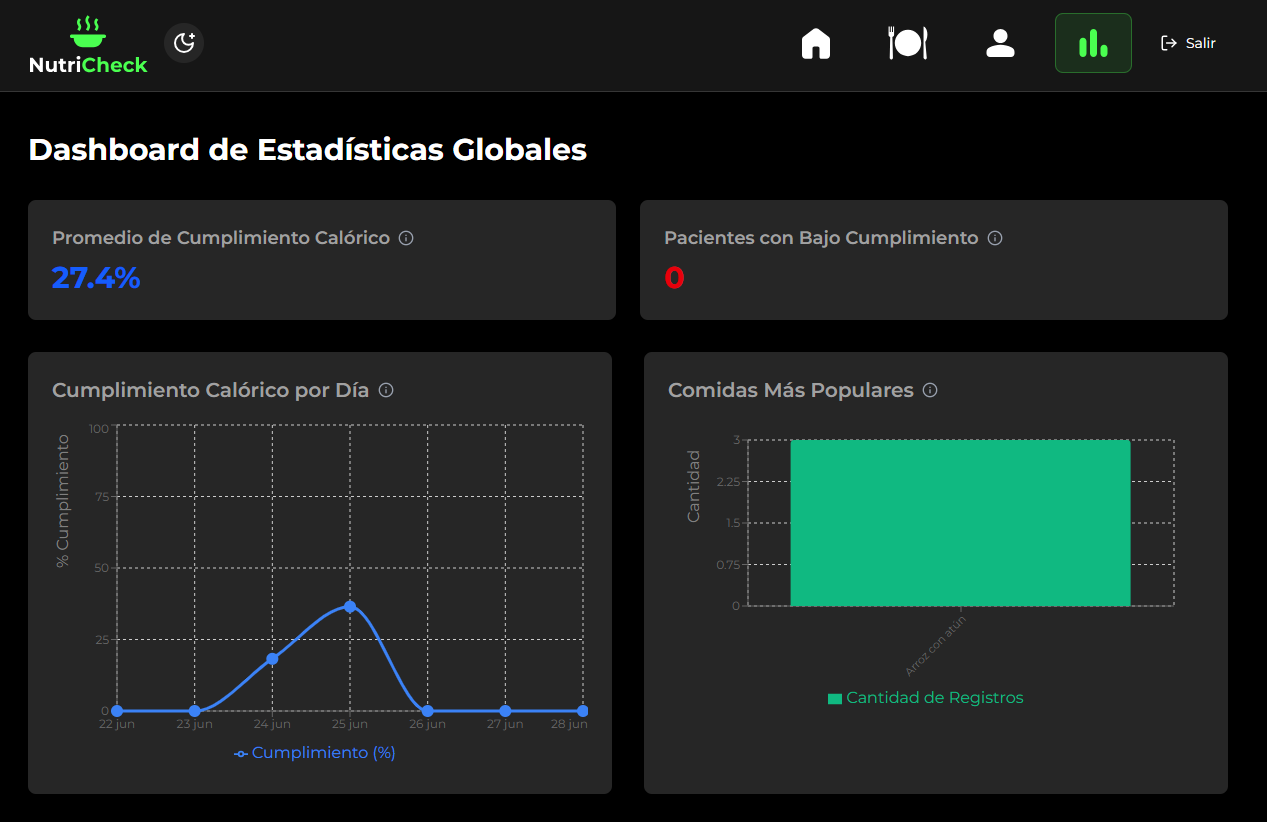 NutriCheck
Salir
Dashboard de Estadísticas Globales
Promedio de Cumplimiento Calórico
27.4%
Pacientes con Bajo Cumplimiento
0
Cumplimiento Calórico por Día
% Cumplimiento
100
75
50
25
0
22 jun 23 jun 24 jun 25 jun 26 jun 27 jun 28 jun
Cumplimiento (%)
Comidas Más Populares
Cantidad
3
2.25
1.5
0.75
0
Arroz con atún
Cantidad de Registros